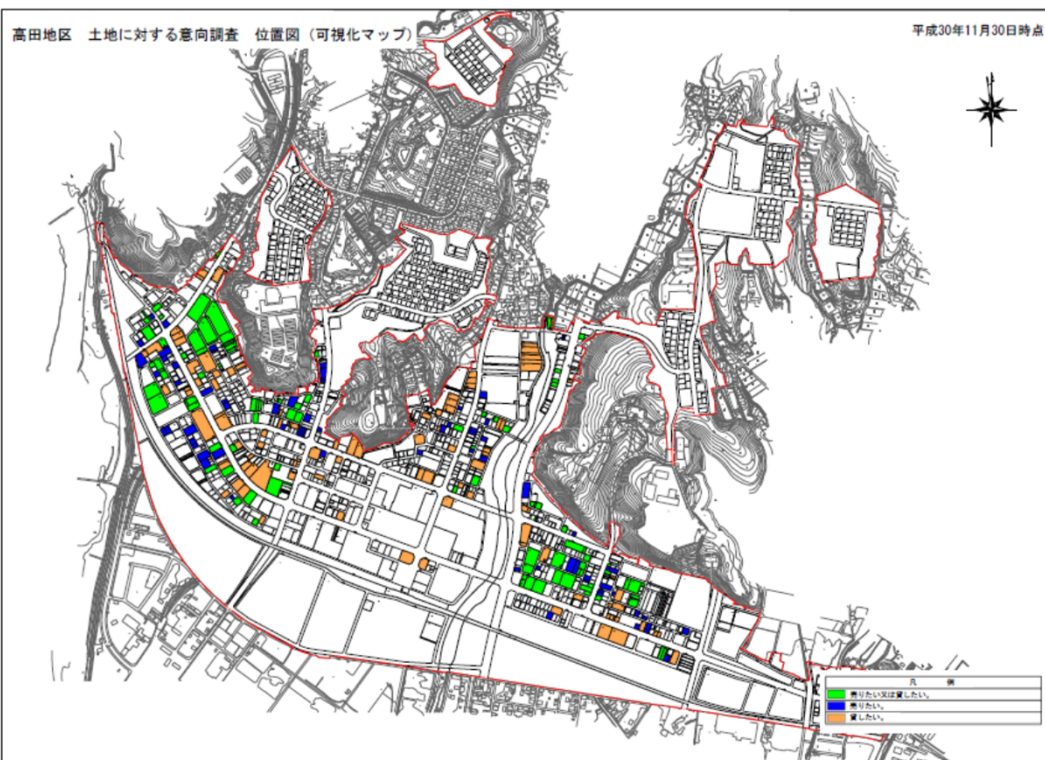 高田地区 土地に対する意向調査 位置図（可視化マップ）
平成30年11月30日時点
凡 例
売りたい又は貸したい。
売りたい。
貸したい。